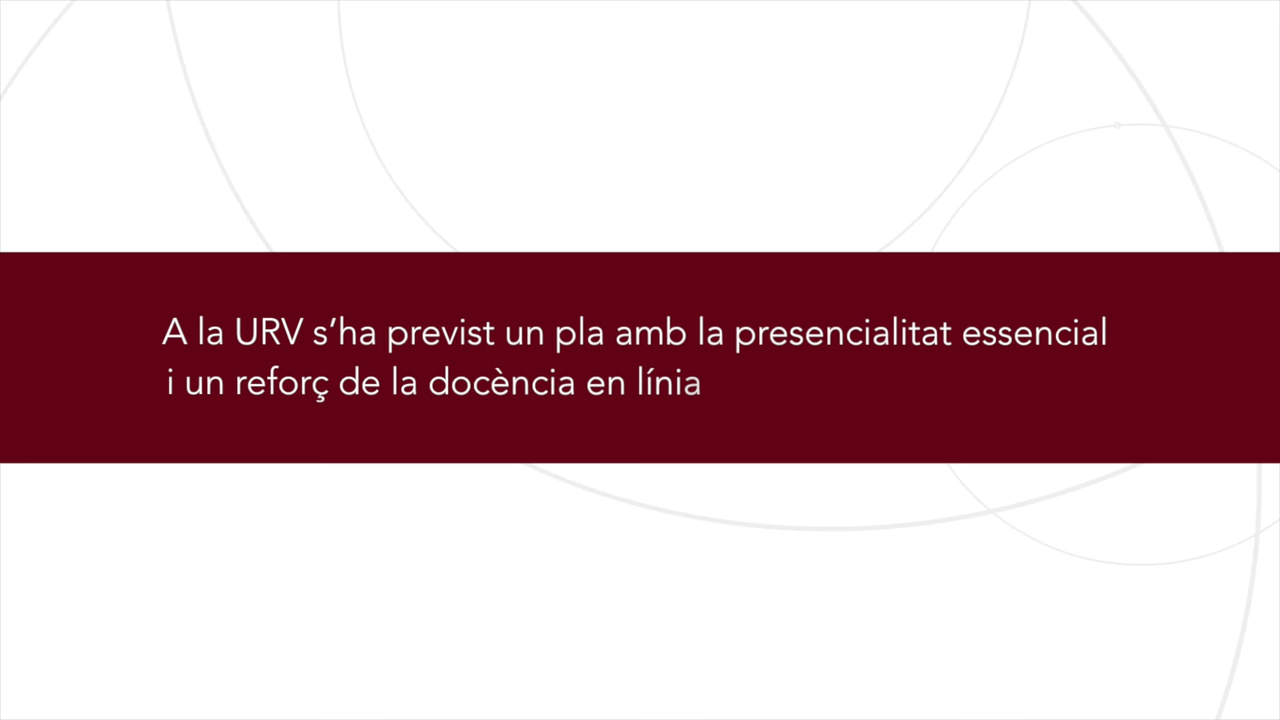 A la URV s’ha previst un pla amb la presencialitat essencial
i un reforç de la docència en línia